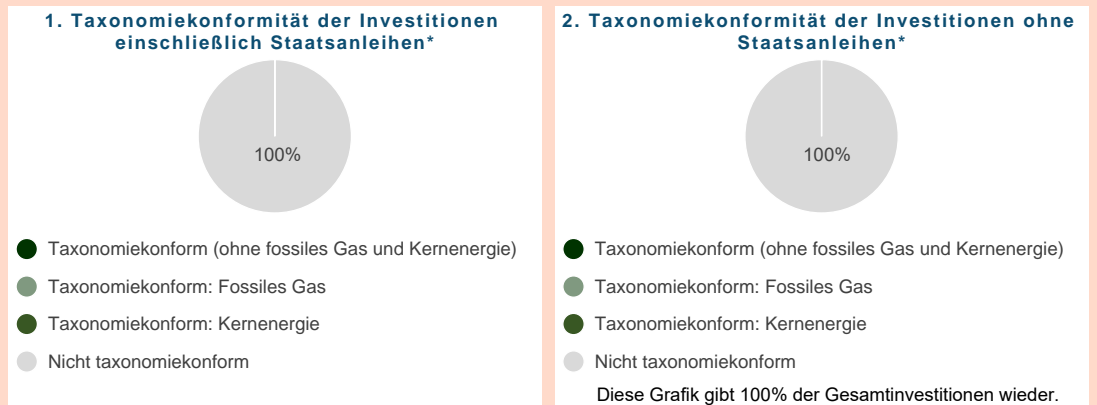 1. Taxonomiekonformität der Investitionen
einschließlich Staatsanleihen*
100%
Taxonomiekonform (ohne fossiles Gas und Kernenergie)
Taxonomiekonform: Fossiles Gas
Taxonomiekonform: Kernenergie
Nicht taxonomiekonform
2. Taxonomiekonformität der Investitionen ohne
Staatsanleihen*
100%
Taxonomiekonform (ohne fossiles Gas und Kernenergie)
Taxonomiekonform: Fossiles Gas
Taxonomiekonform: Kernenergie
Nicht taxonomiekonform
Diese Grafik gibt 100% der Gesamtinvestitionen wieder.